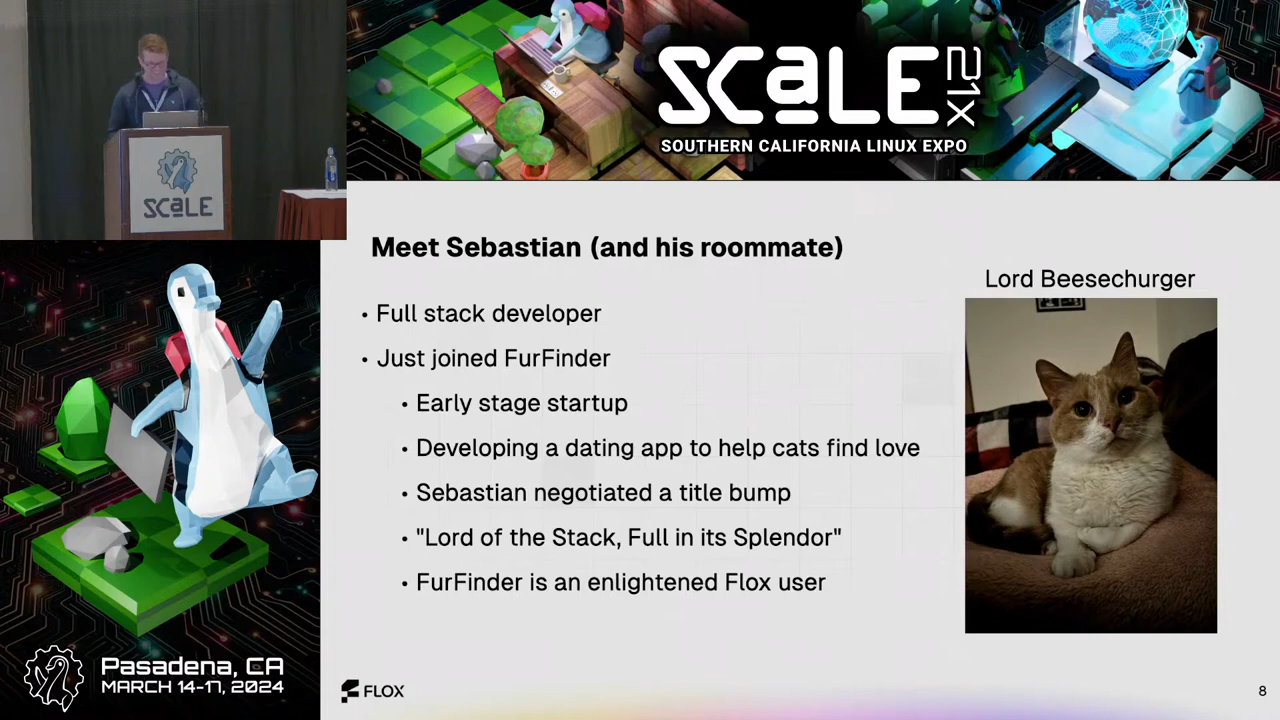 SCaLE 21x
SOUTHERN CALIFORNIA LINUX EXPO
SCaLE
Meet Sebastian (and his roommate)
Lord Beesechurger
• Full stack developer
• Just joined FurFinder
• Early stage startup
• Developing a dating app to help cats find love
• Sebastian negotiated a title bump
• "Lord of the Stack, Full in its Splendor"
• FurFinder is an enlightened Flox user
Pasadena, CA
MARCH 14-17, 2024
FLOX
8